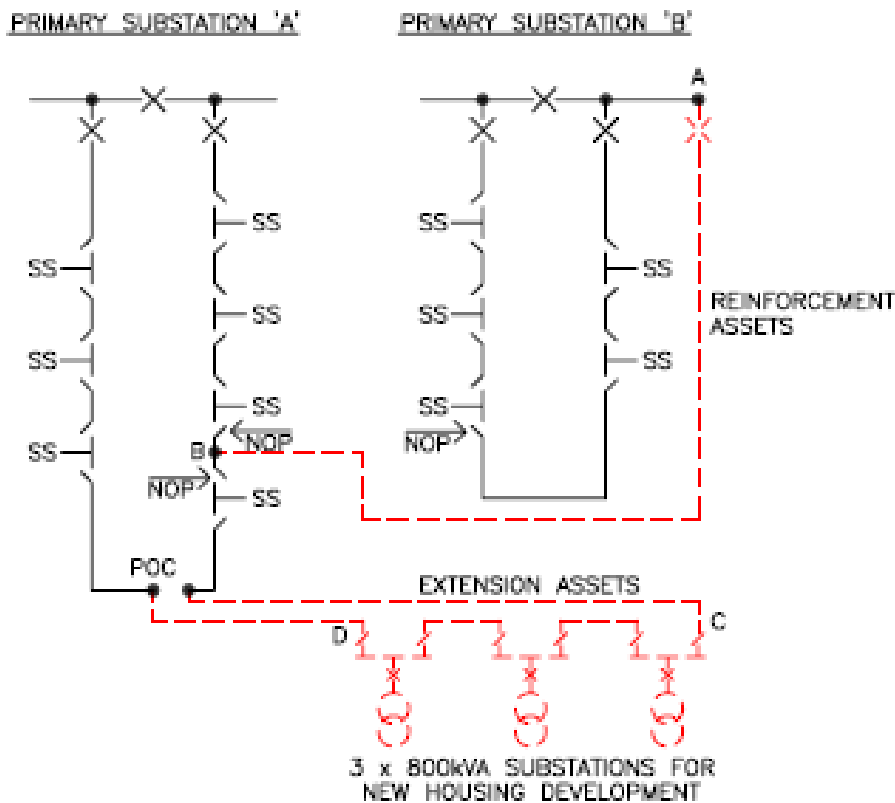 PRIMARY SUBSTATION 'A'
PRIMARY SUBSTATION 'B'
A
SS
SS
SS
SS
SS
SS
REINFORCEMENT
ASSETS
SS
SS
SS
SS
SS
NOP
NOP
SS
B
NOP
SS
POC
EXTENSION ASSETS
D
C
3 x 800kVA SUBSTATIONS FOR
NEW HOUSING DEVELOPMENT